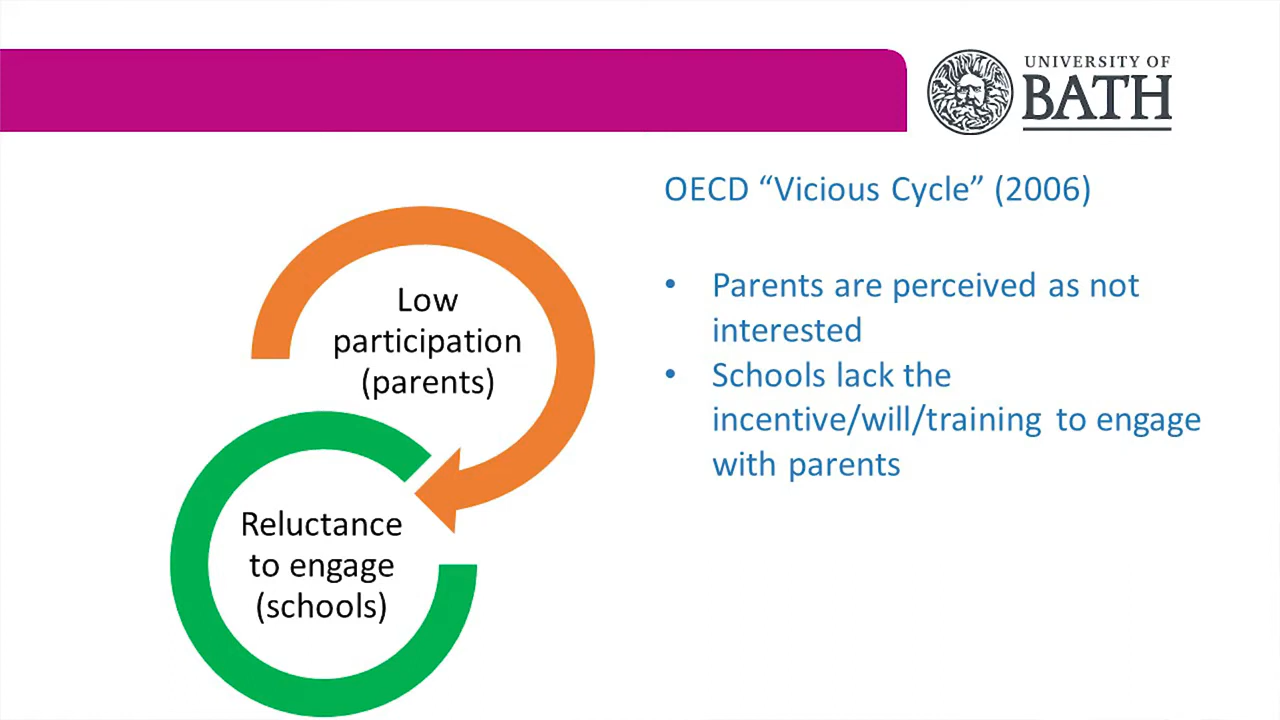 UNIVERSITY OF
BATH
OECD “Vicious Cycle” (2006)
• Parents are perceived as not
interested
• Schools lack the
incentive/will/training to engage
with parents
Low
participation
(parents)
Reluctance
to engage
(schools)